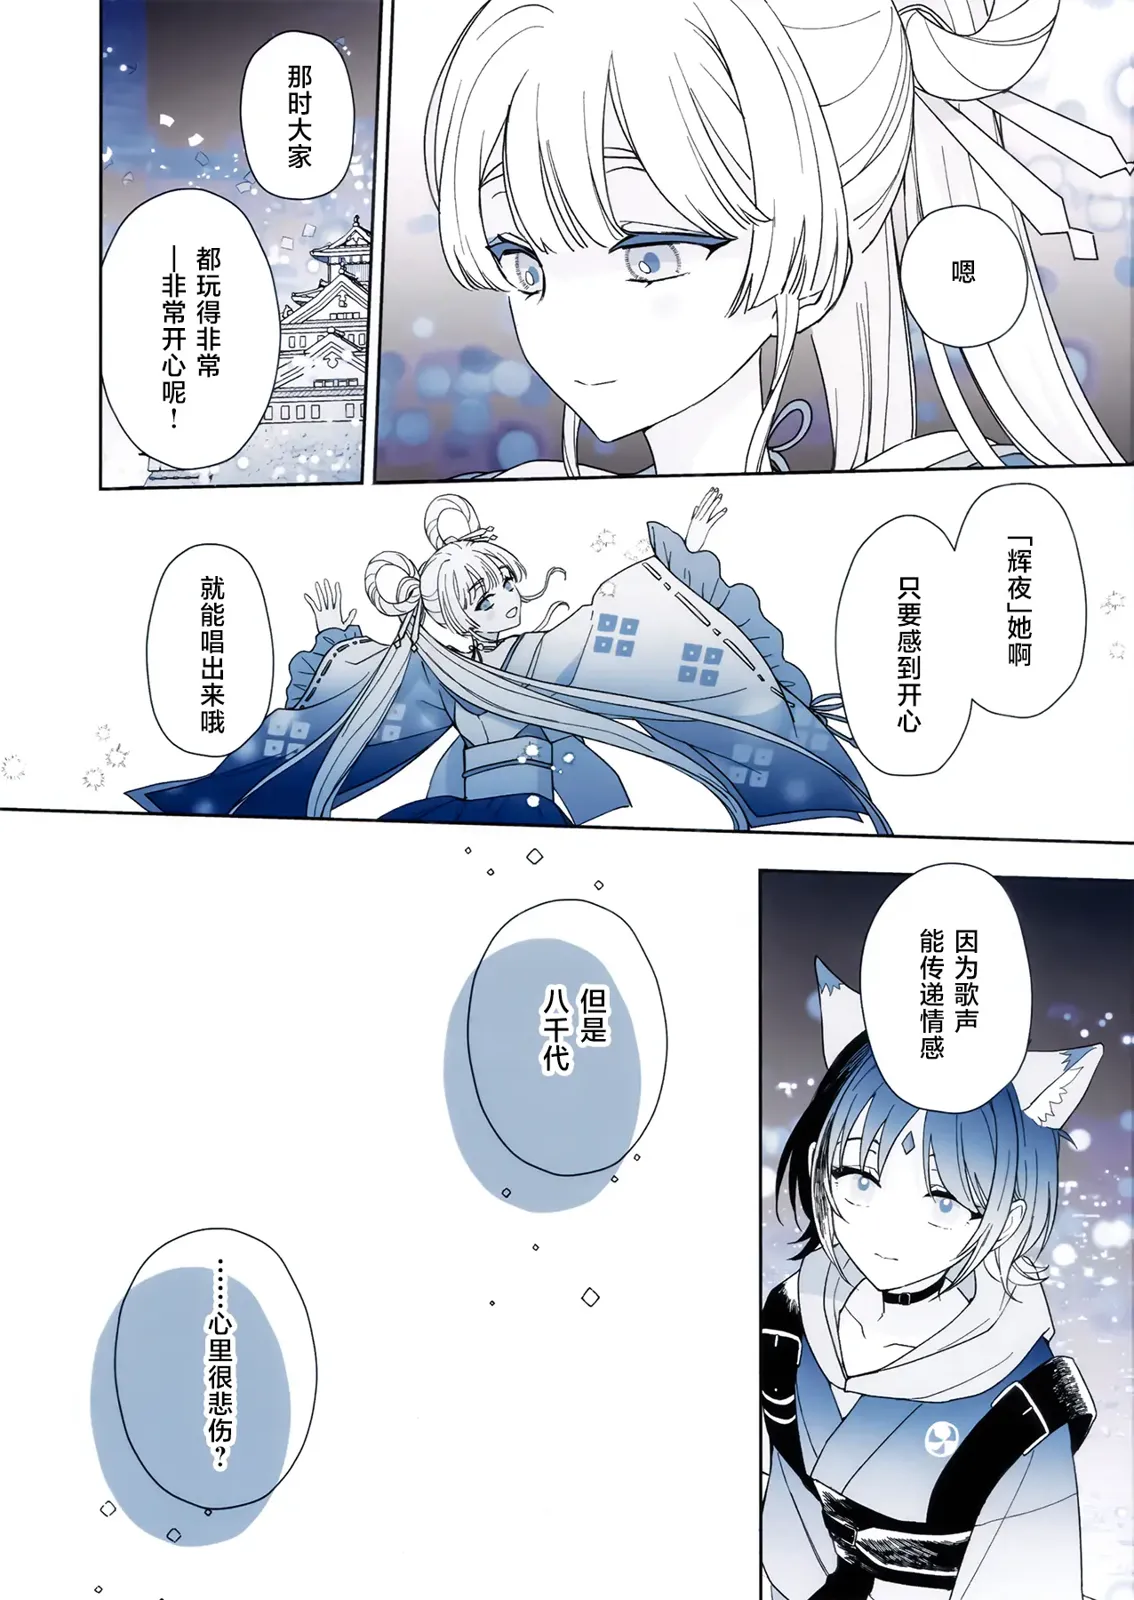 嗯
那时大家
都玩得非常
—非常开心呢！
「辉夜」她啊
只要感到开心
就能唱出来哦
因为歌声
能传递情感
但是
八千代
……心里很悲伤？